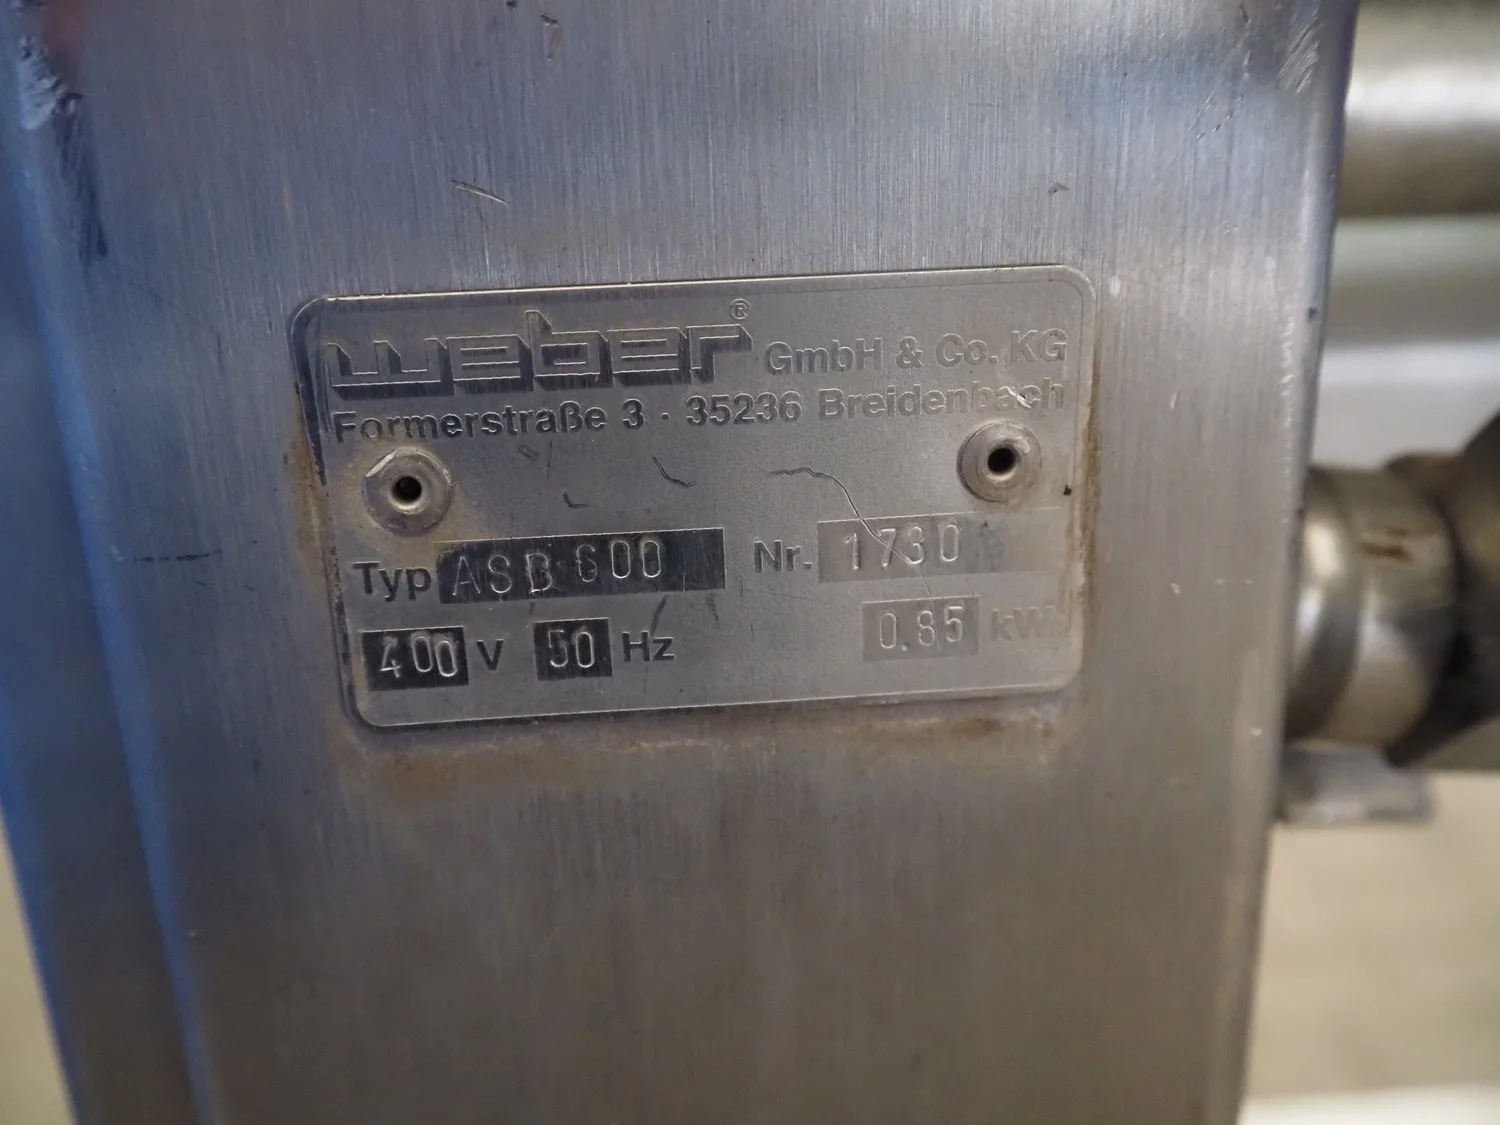 weber® GmbH & Co. KG
Formerstraße 3 · 35236 Breidenbach
Typ ASB 600 Nr. 1730
400 V 50 Hz 0.85 kW